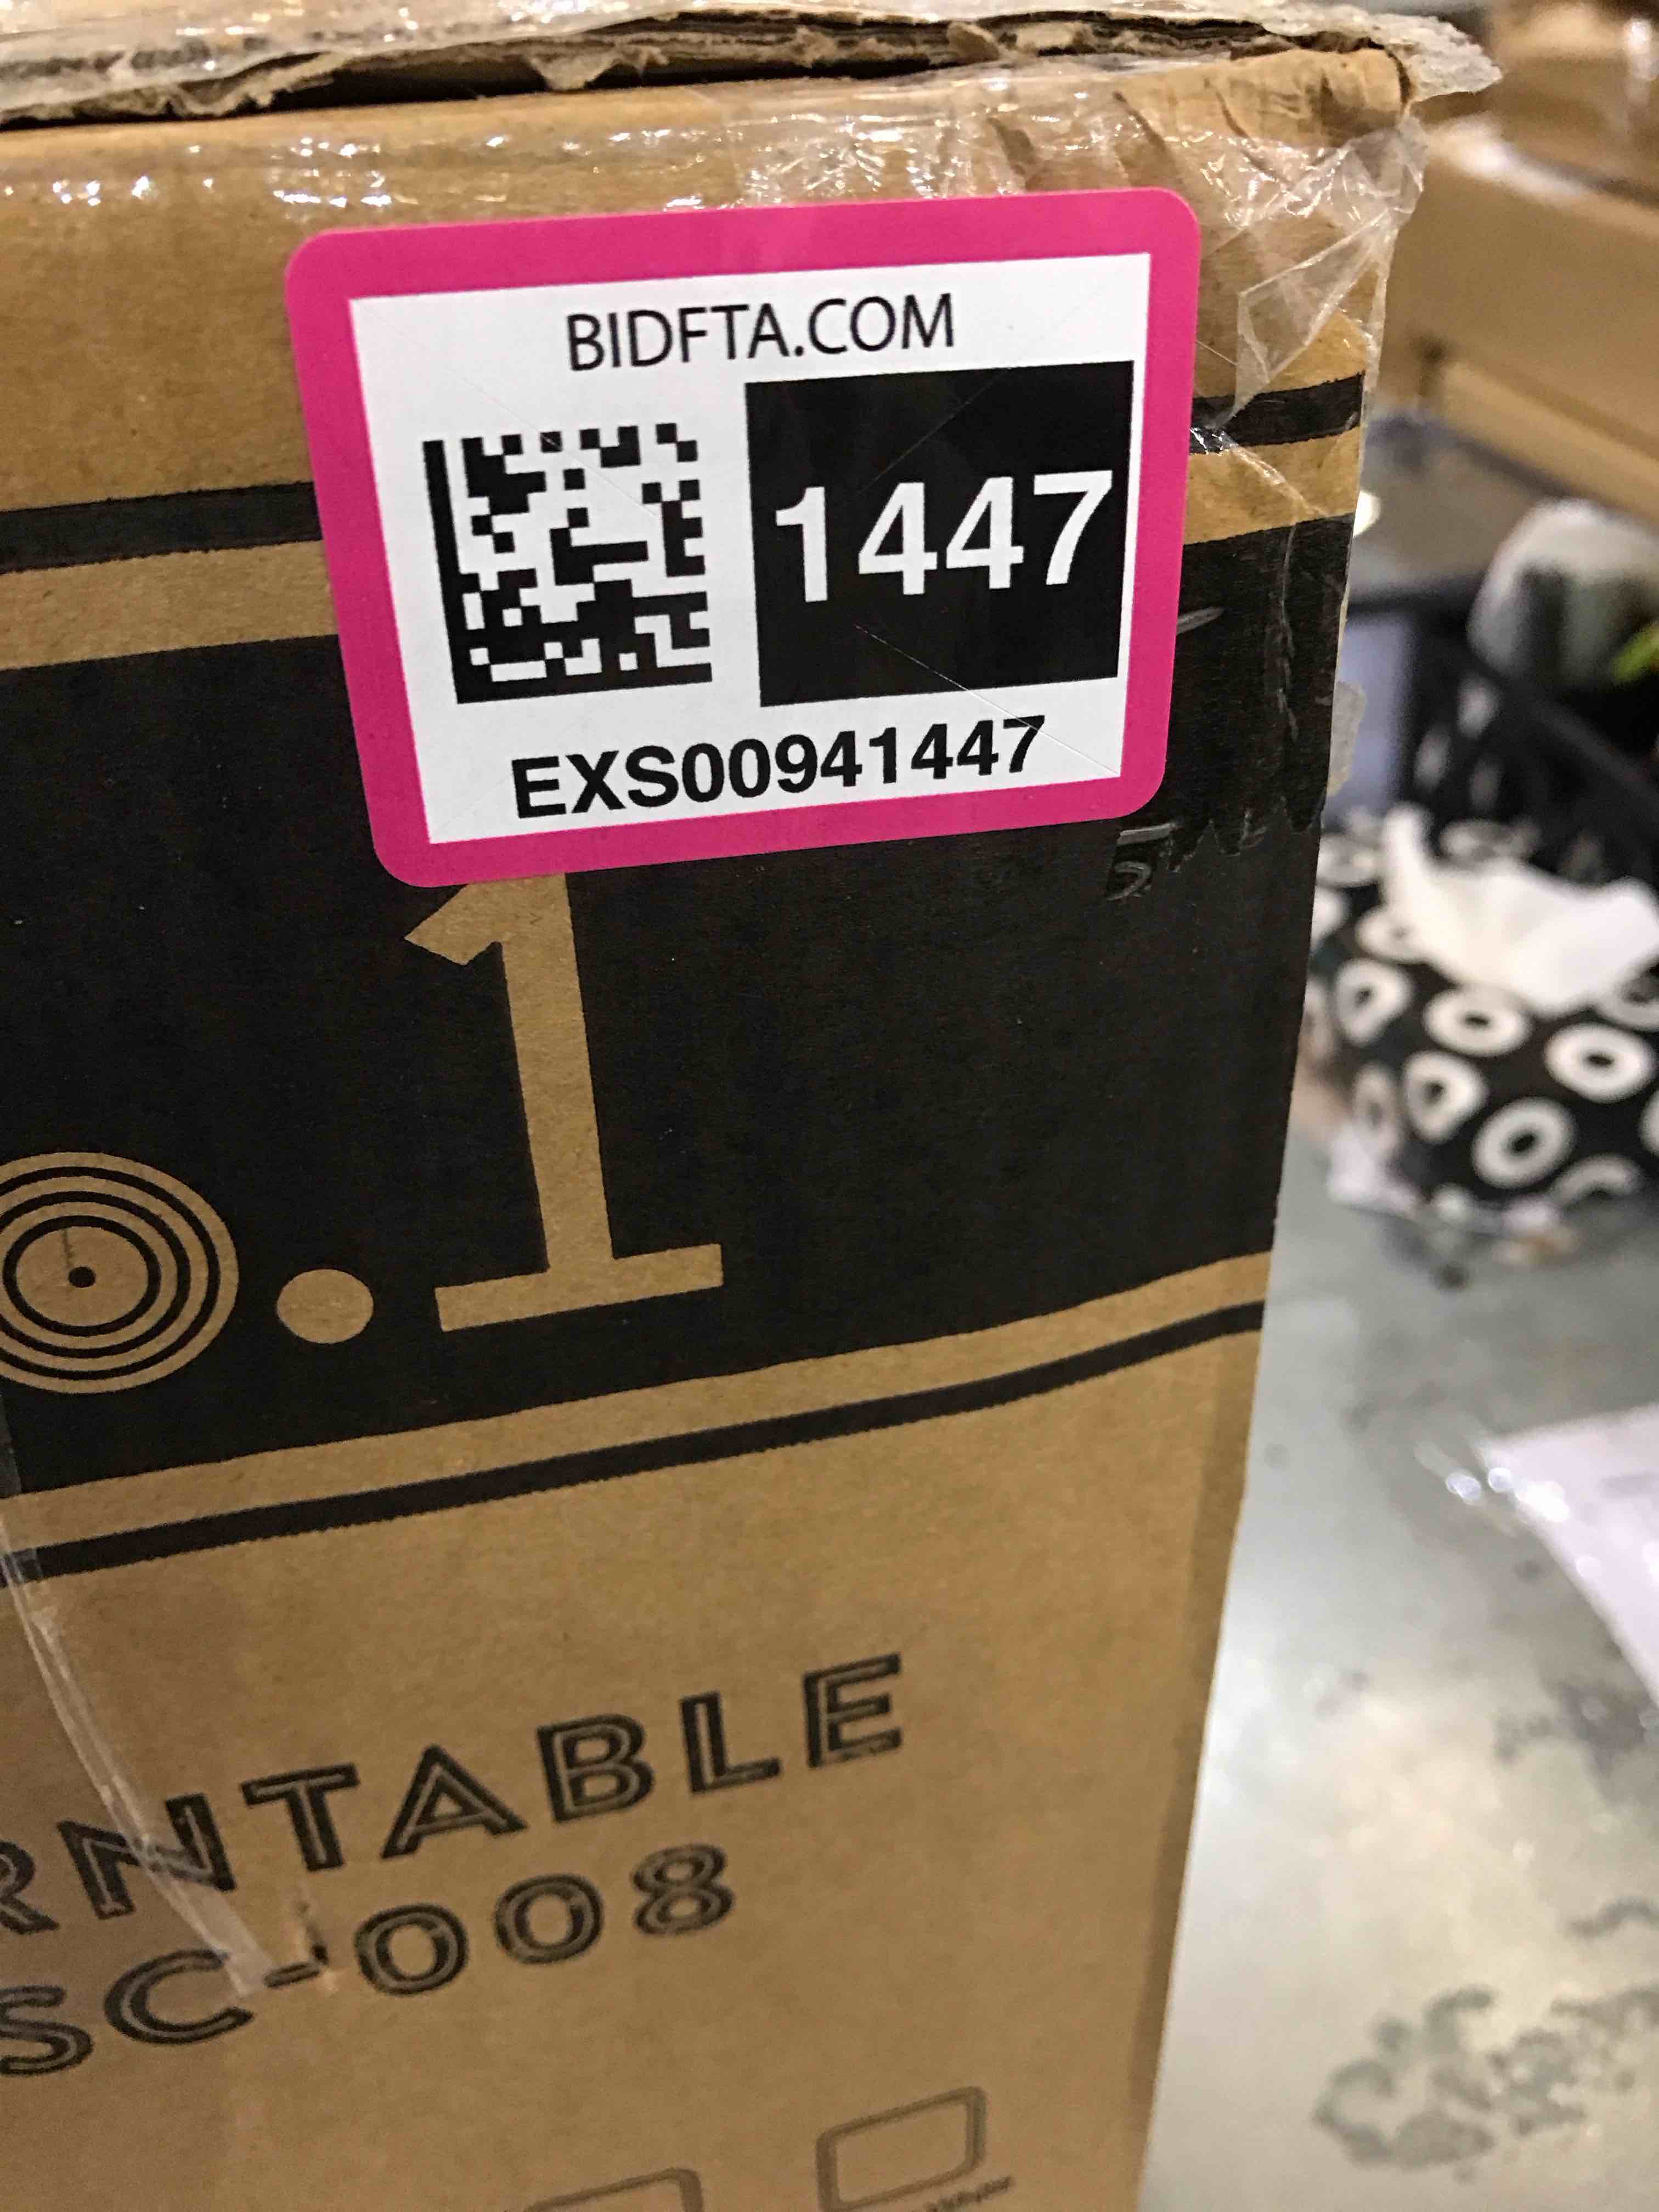 BIDFTA.COM
1447
EXS00941447
.1
RNTABLE
SC-008